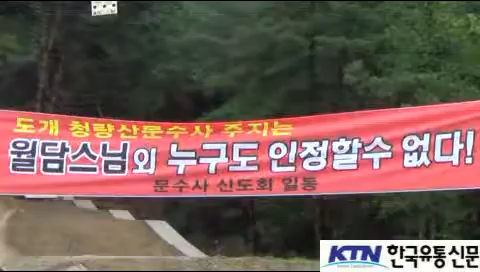 도개 청량산문수사 주지는
월담스님외 누구도 인정할수 없다!
문수사 신도회 일동
KTN 한국유통신문